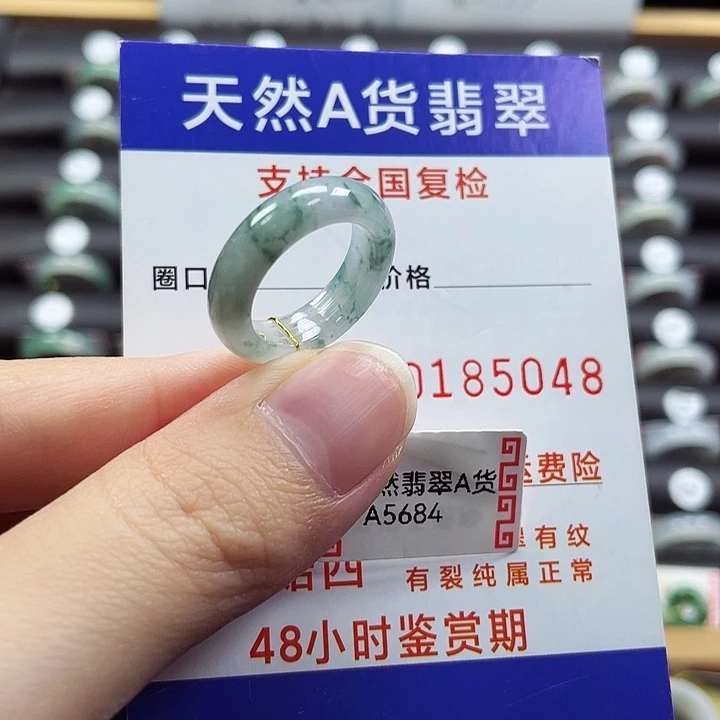 天然A货翡翠
支持全国复检
圈口
价格
0185048
然翡翠A货
运费险
A5684
有纹
四
有裂纯属正常
48小时鉴赏期